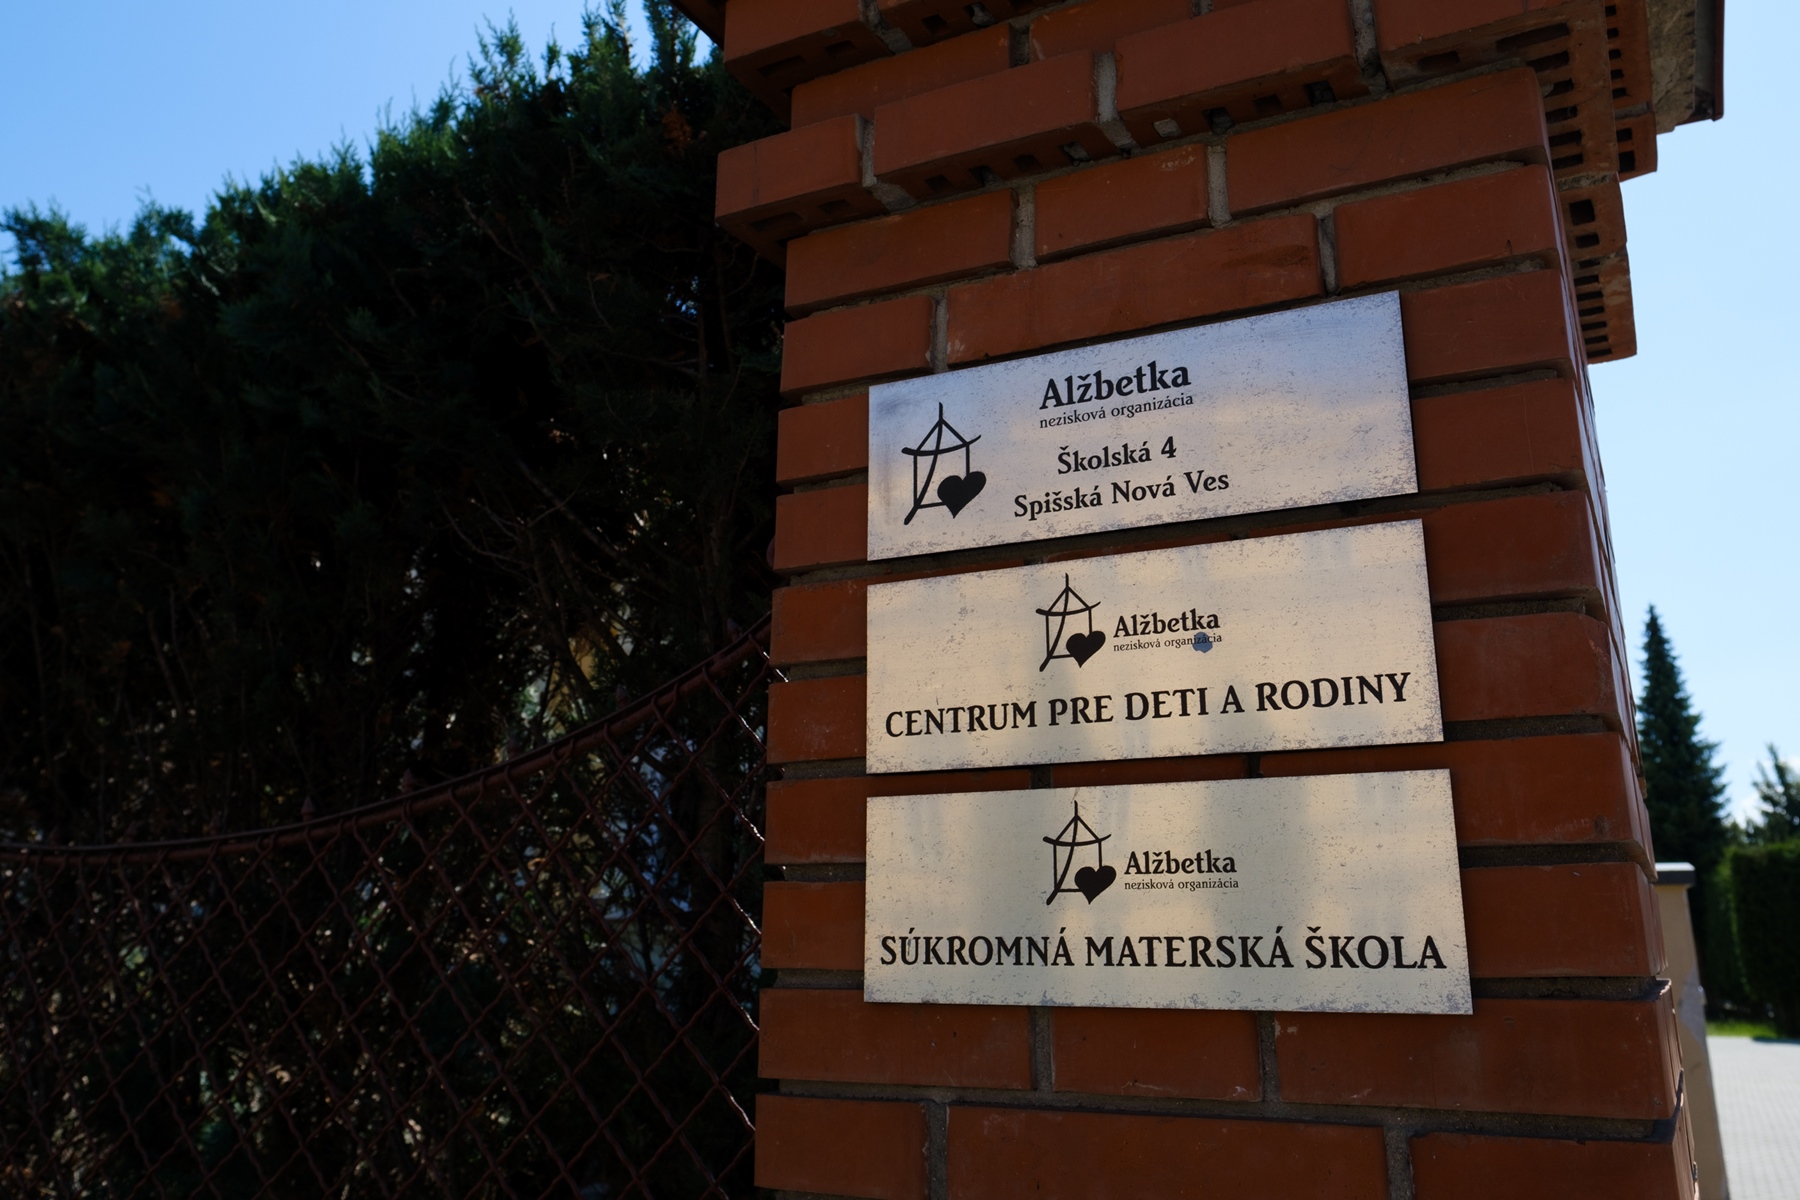 Alžbetka
nezisková organizácia
Školská 4
Spišská Nová Ves
Alžbetka
nezisková organizácia
CENTRUM PRE DETI A RODINY
Alžbetka
nezisková organizácia
SÚKROMNÁ MATERSKÁ ŠKOLA